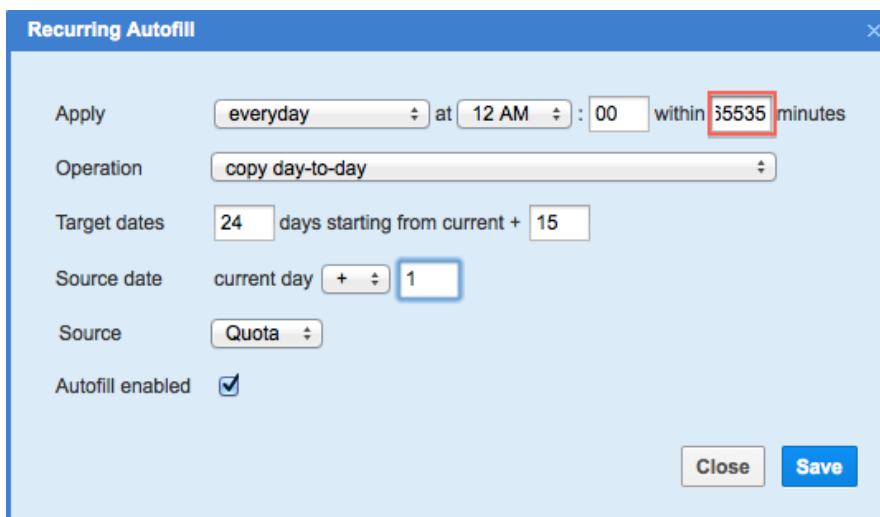 Recurring Autofill
Apply everyday at 12 AM : 00 within 65535 minutes
Operation copy day-to-day
Target dates 24 days starting from current + 15
Source date current day + 1
Source Quota
Autofill enabled
Close Save